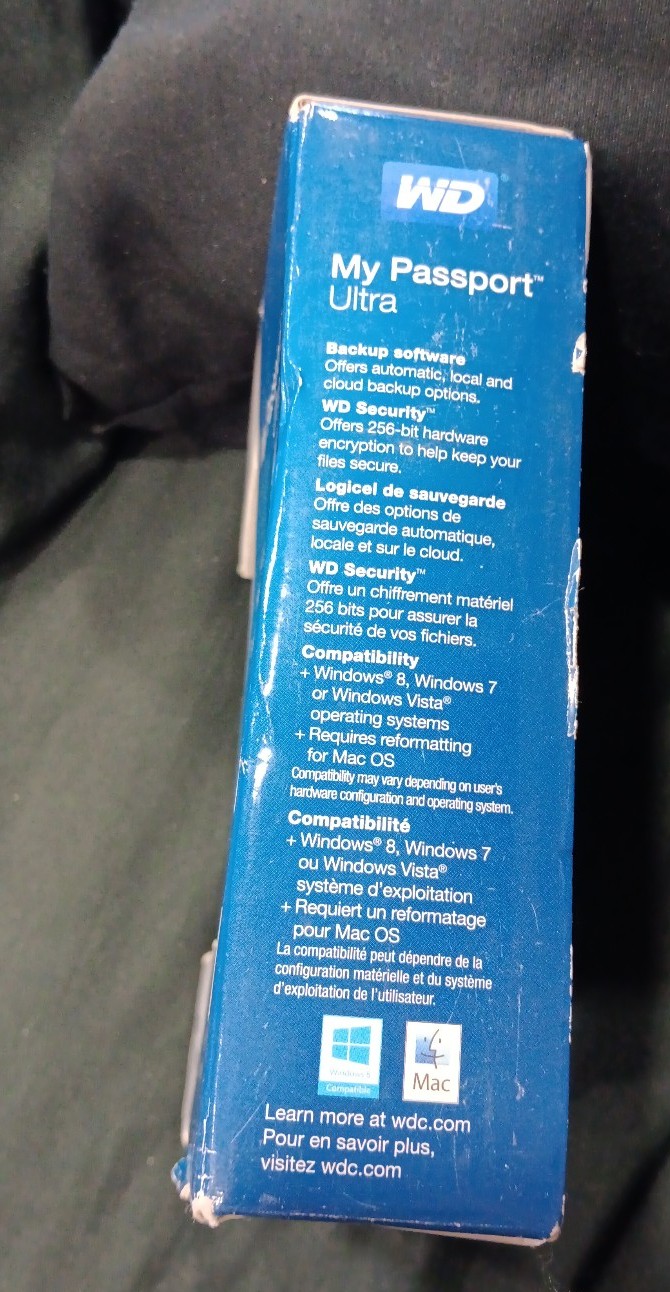 WD
My Passport™
Ultra
Backup software
Offers automatic, local and
cloud backup options.
WD Security™
Offers 256-bit hardware
encryption to help keep your
files secure.
Logicel de sauvegarde
Offre des options de
sauvegarde automatique,
locale et sur le cloud.
WD Security™
Offre un chiffrement matériel
256 bits pour assurer la
sécurité de vos fichiers.
Compatibility
+ Windows® 8, Windows 7
or Windows Vista®
operating systems
+ Requires reformatting
for Mac OS
Compatibility may vary depending on user's
hardware configuration and operating system.
Compatibilité
+ Windows® 8, Windows 7
ou Windows Vista®
système d'exploitation
+ Requiert un reformatage
pour Mac OS
La compatibilité peut dépendre de la
configuration matérielle et du système
d'exploitation de l'utilisateur.
Windows 8
Compatible
Mac
Learn more at wdc.com
Pour en savoir plus,
visitez wdc.com